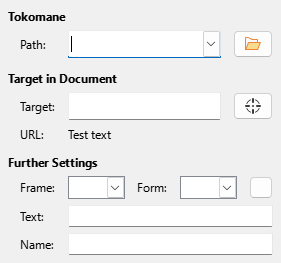 Tokomane
Path:
Target in Document
Target:
URL: Test text
Further Settings
Frame: Form:
Text:
Name: